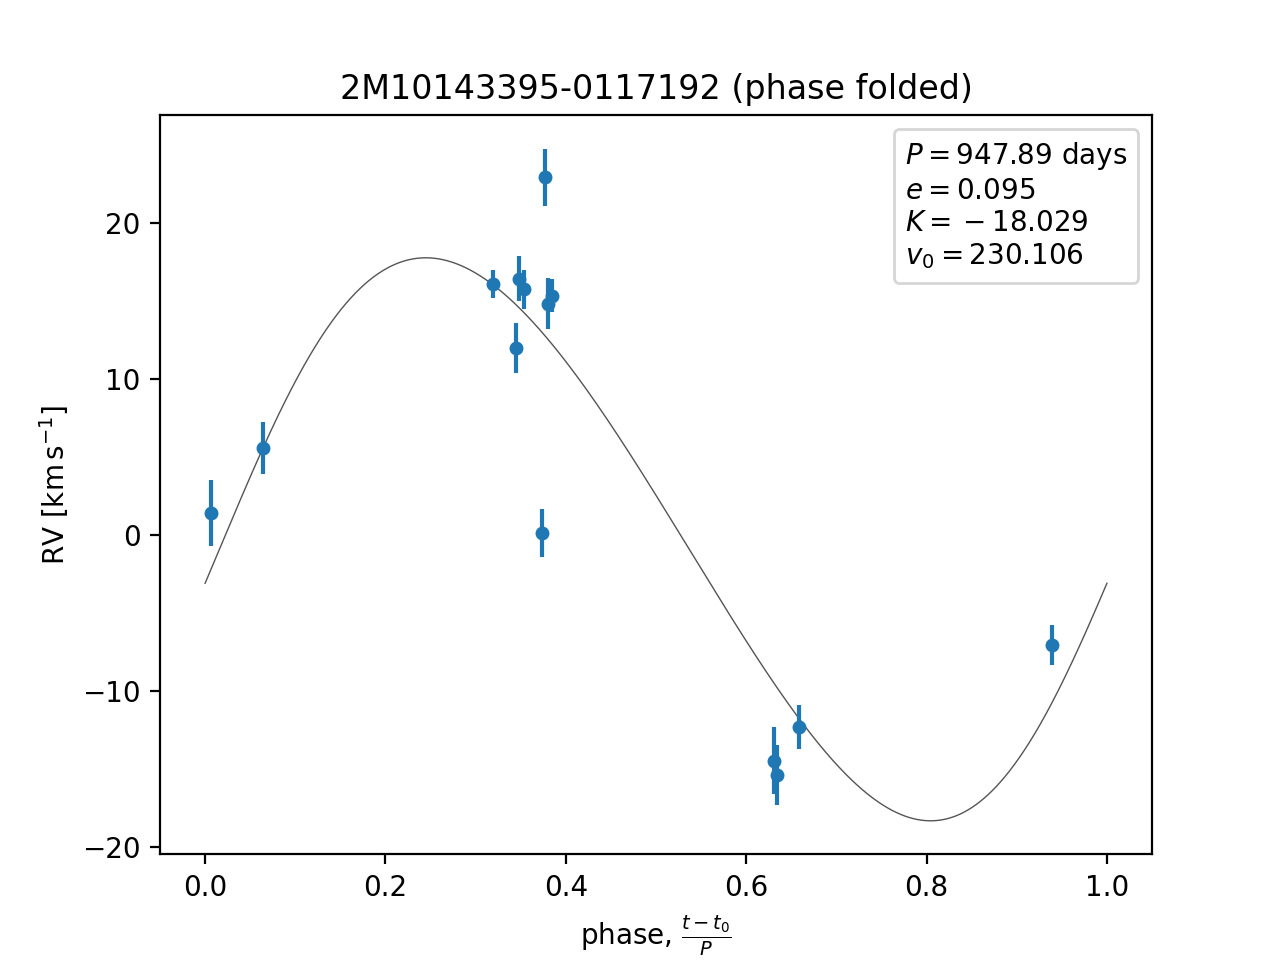 2M10143395-0117192 (phase folded)
P = 947.89 days
e = 0.095
K = −18.029
v₀ = 230.106
RV [km s⁻¹]
20
10
0
−10
−20
0.0 0.2 0.4 0.6 0.8 1.0
phase, (t − t₀)/P